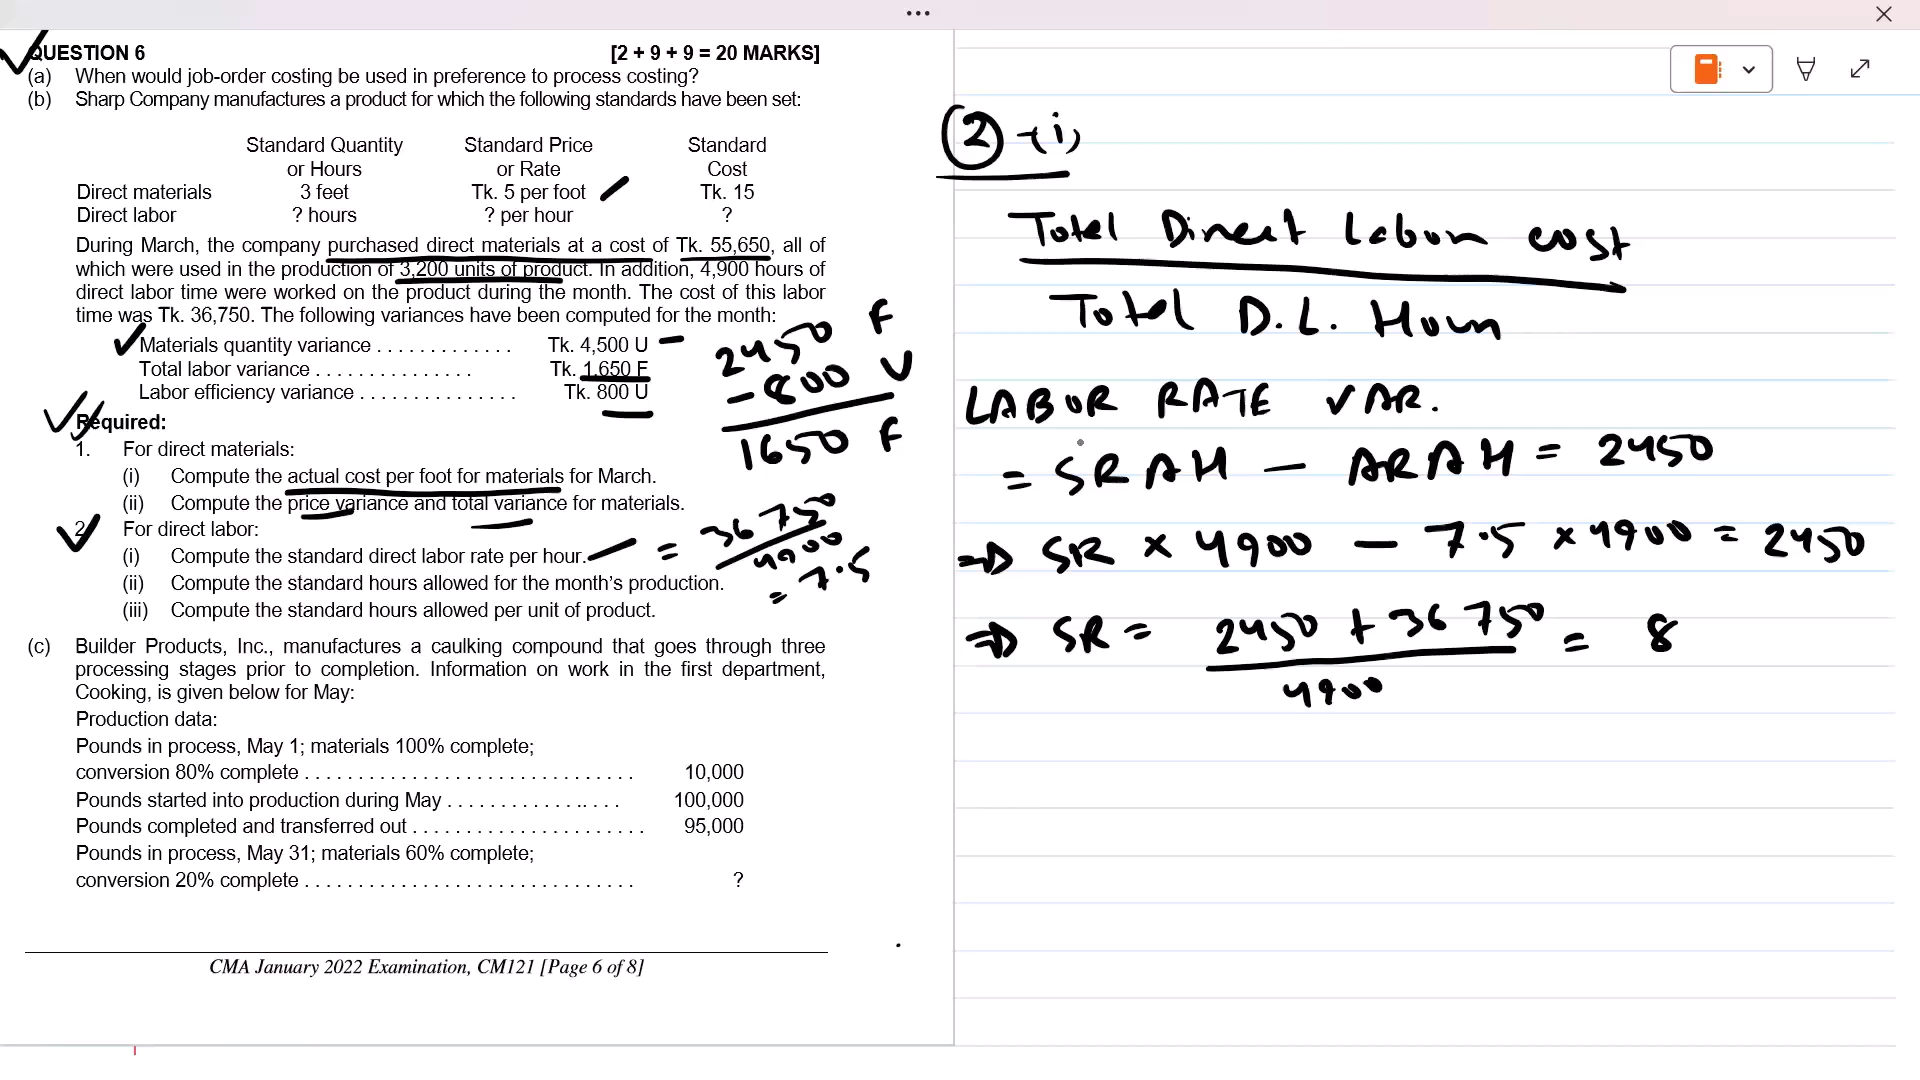 QUESTION 6 [2 + 9 + 9 = 20 MARKS]
(a) When would job-order costing be used in preference to process costing?
(b) Sharp Company manufactures a product for which the following standards have been set:
Standard Quantity Standard Price Standard
or Hours or Rate Cost
Direct materials 3 feet Tk. 5 per foot Tk. 15
Direct labor ? hours ? per hour ?
During March, the company purchased direct materials at a cost of Tk. 55,650, all of
which were used in the production of 3,200 units of product. In addition, 4,900 hours of
direct labor time were worked on the product during the month. The cost of this labor
time was Tk. 36,750. The following variances have been computed for the month:
Materials quantity variance . . . . . . . . . . . . . Tk. 4,500 U
Total labor variance . . . . . . . . . . . . . . . Tk. 1,650 F
Labor efficiency variance . . . . . . . . . . . . . . . Tk. 800 U
Required:
1. For direct materials:
(i) Compute the actual cost per foot for materials for March.
(ii) Compute the price variance and total variance for materials.
2. For direct labor:
(i) Compute the standard direct labor rate per hour.
(ii) Compute the standard hours allowed for the month's production.
(iii) Compute the standard hours allowed per unit of product.
(c) Builder Products, Inc., manufactures a caulking compound that goes through three
processing stages prior to completion. Information on work in the first department,
Cooking, is given below for May:
Production data:
Pounds in process, May 1; materials 100% complete;
conversion 80% complete . . . . . . . . . . . . . . . . . . . . . . . . . . . . . . . 10,000
Pounds started into production during May . . . . . . . . . . . . .. . . . 100,000
Pounds completed and transferred out . . . . . . . . . . . . . . . . . . . . . . 95,000
Pounds in process, May 31; materials 60% complete;
conversion 20% complete . . . . . . . . . . . . . . . . . . . . . . . . . . . . . . . ?
CMA January 2022 Examination, CM121 [Page 6 of 8]
2450 F
- 800 U
1650 F
= 36750
4900
= 7.5
2 - (i)
Total Direct Labour cost
Total D.L. Hour
LABOR RATE VAR.
= SRAH - ARAH = 2450
⇒ SR × 4900 - 7.5 × 4900 = 2450
⇒ SR = 2450 + 36750 = 8
4900